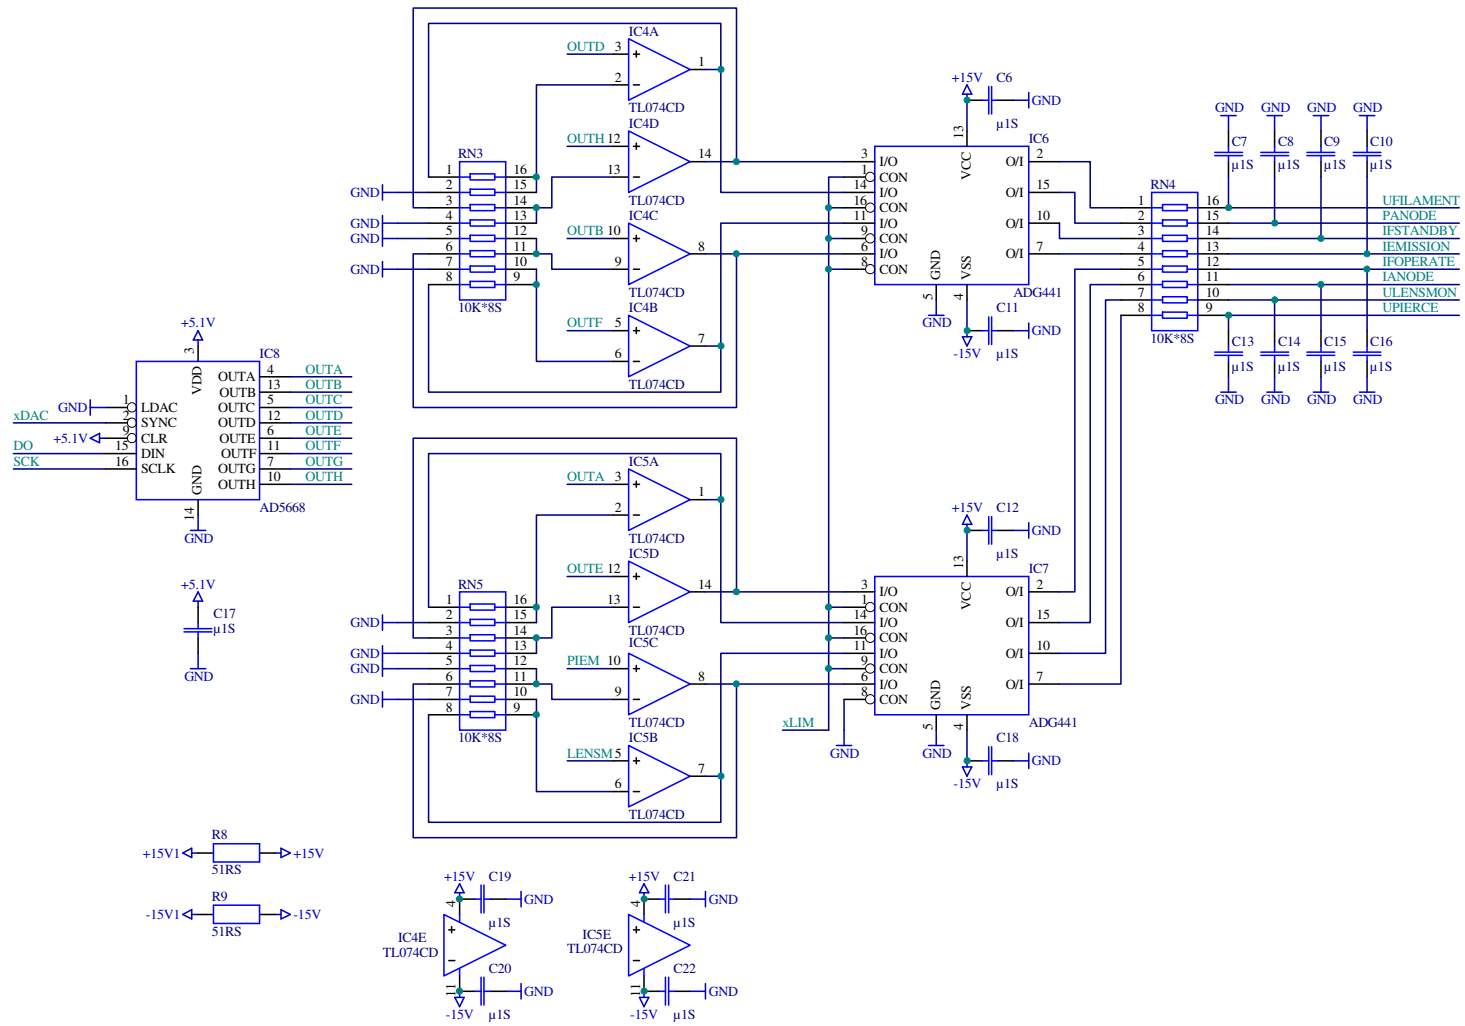 IC4A
OUTD 3 + 1
2 −
TL074CD
IC4D
OUTH 12 + 14
13 −
TL074CD
IC4C
OUTB 10 + 8
9 −
TL074CD
IC4B
OUTF 5 + 7
6 −
TL074CD
RN3
1 16
GND 2 15
3 14
GND 4 13
GND 5 12
6 11
GND 7 10
8 9
10K*8S
+15V C6
GND
µ1S
13 IC6
VCC
3 I/O O/I 2
1 CON
14 I/O O/I 15
16 CON
11 I/O O/I 10
9 CON
6 I/O O/I 7
8 CON
GND VSS
5 4 ADG441
GND C11
GND
-15V µ1S
GND GND GND GND
C7 C8 C9 C10
µ1S µ1S µ1S µ1S
RN4
1 16 UFILAMENT
2 15 PANODE
3 14 IFSTANDBY
4 13 IEMISSION
5 12 IFOPERATE
6 11 IANODE
7 10 ULENSMON
8 9 UPIERCE
10K*8S
C13 C14 C15 C16
µ1S µ1S µ1S µ1S
GND GND GND GND
+5.1V
3 IC8
VDD
OUTA 4 OUTA
OUTB 13 OUTB
GND 1 LDAC OUTC 5 OUTC
xDAC 2 SYNC OUTD 12 OUTD
+5.1V 9 CLR OUTE 6 OUTE
DO 15 DIN OUTF 11 OUTF
SCK 16 SCLK OUTG 7 OUTG
GND OUTH 10 OUTH
14 AD5668
GND
+5.1V
C17
µ1S
GND
IC5A
OUTA 3 + 1
2 −
TL074CD
IC5D
OUTE 12 + 14
13 −
TL074CD
IC5C
PIEM 10 + 8
9 −
TL074CD
IC5B
LENSM 5 + 7
6 −
TL074CD
RN5
1 16
GND 2 15
3 14
GND 4 13
GND 5 12
6 11
GND 7 10
8 9
10K*8S
+15V C12
GND
µ1S
13 IC7
VCC
3 I/O O/I 2
1 CON
14 I/O O/I 15
16 CON
11 I/O O/I 10
9 CON
6 I/O O/I 7
8 CON
xLIM
GND VSS
5 4 ADG441
GND GND C18
GND
-15V µ1S
R8
+15V1 +15V
51RS
R9
-15V1 -15V
51RS
+15V C19
4 GND
µ1S
+
IC4E
TL074CD
−
C20
11 GND
-15V µ1S
+15V C21
4 GND
µ1S
+
IC5E
TL074CD
−
C22
11 GND
-15V µ1S